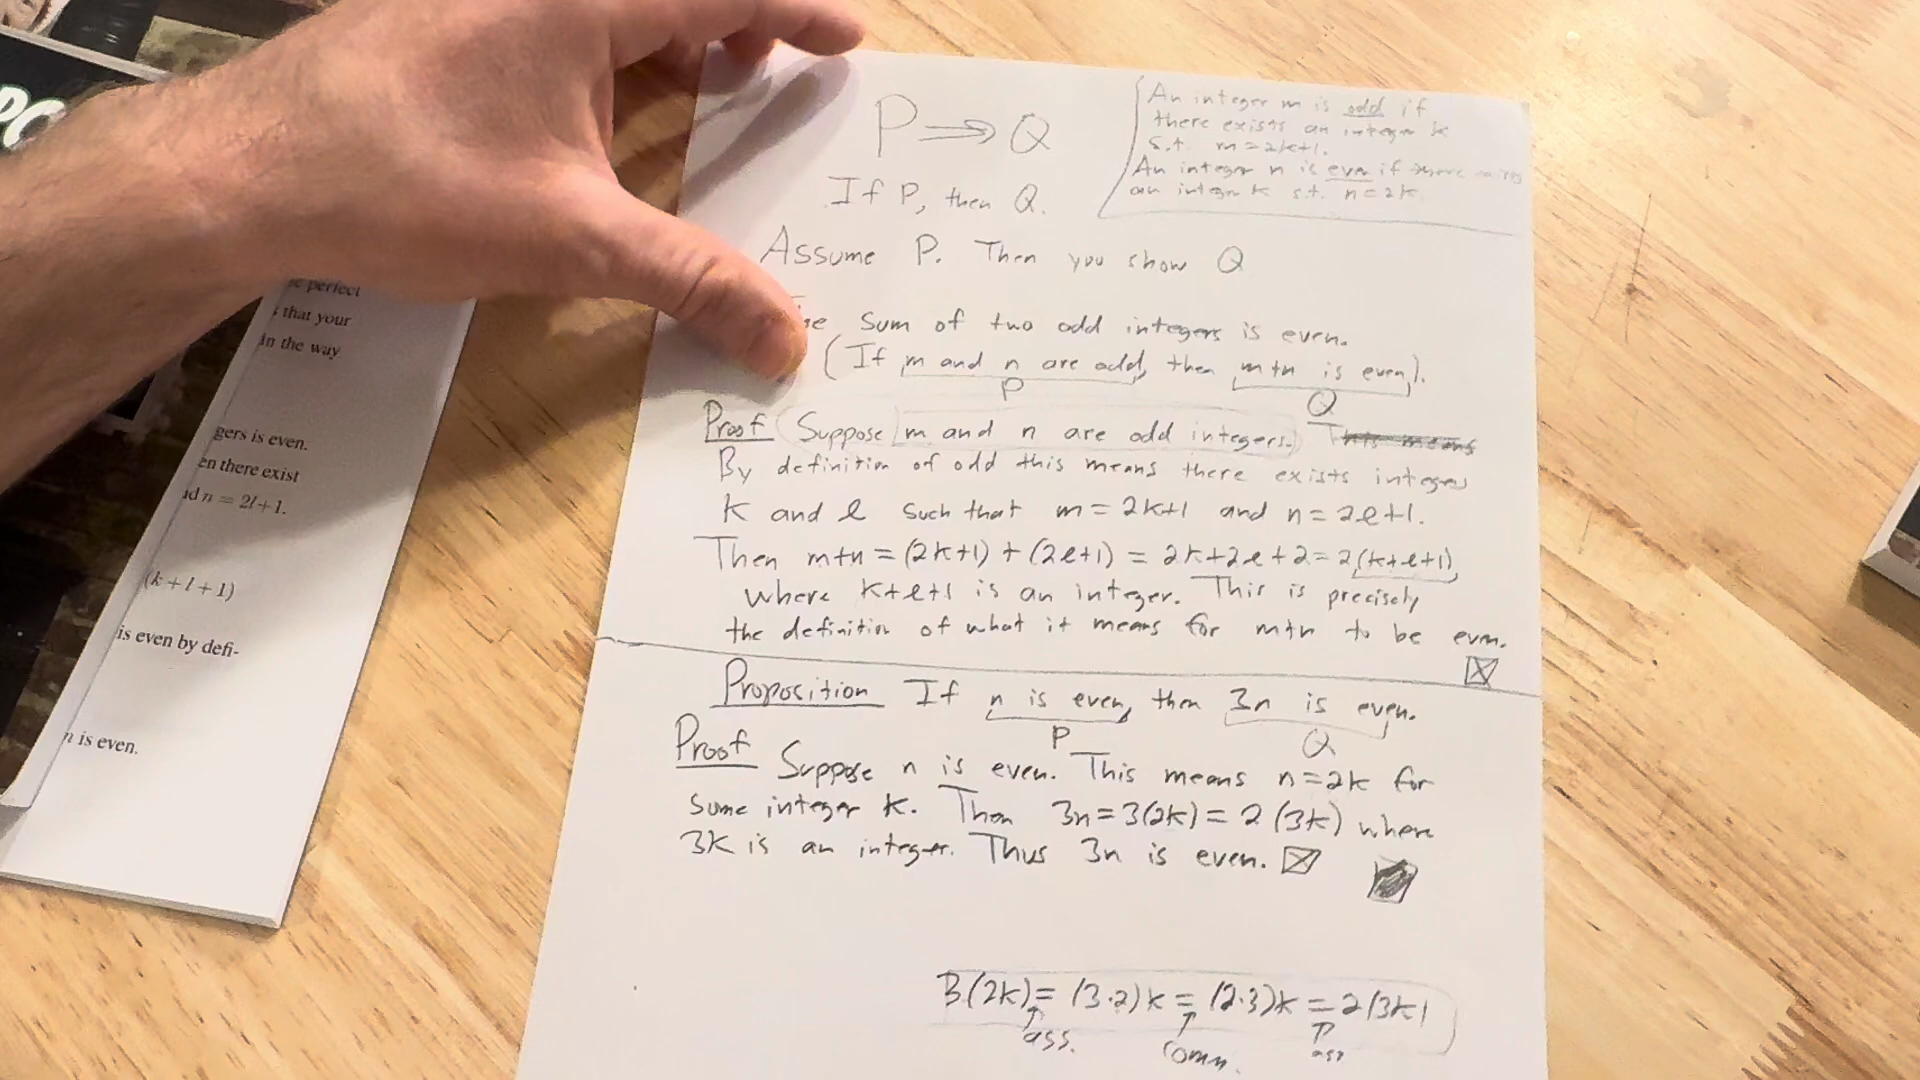 PC
perfect
that your
in the way
gers is even.
en there exist
nd n = 2l+1.
(k+l+1)
is even by defi-
n is even.
P ⇒ Q
If P, then Q.
An integer m is odd if
there exists an integer k
s.t. m = 2k+1.
An integer n is even if there exists
an integer k s.t. n = 2k.
Assume P. Then you show Q
Sum of two odd integers is even.
(If m and n are odd, then m+n is even).
P Q
Proof Suppose m and n are odd integers. This means
By definition of odd this means there exists integers
k and l such that m = 2k+1 and n = 2l+1.
Then m+n = (2k+1) + (2l+1) = 2k+2l+2 = 2(k+l+1),
where k+l+1 is an integer. This is precisely
the definition of what it means for m+n to be even.
Proposition If n is even, then 3n is even.
P Q
Proof Suppose n is even. This means n=2k for
some integer k. Then 3n = 3(2k) = 2(3k) where
3k is an integer. Thus 3n is even.
3(2k) = (3·2)k = (2·3)k = 2(3k)
ass. comm. ass